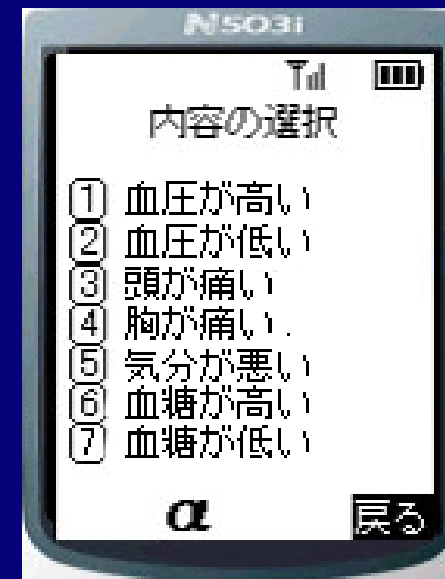 N503i
内容の選択
1 血圧が高い
2 血圧が低い
3 頭が痛い
4 胸が痛い.
5 気分が悪い
6 血糖が高い
7 血糖が低い
α 戻る